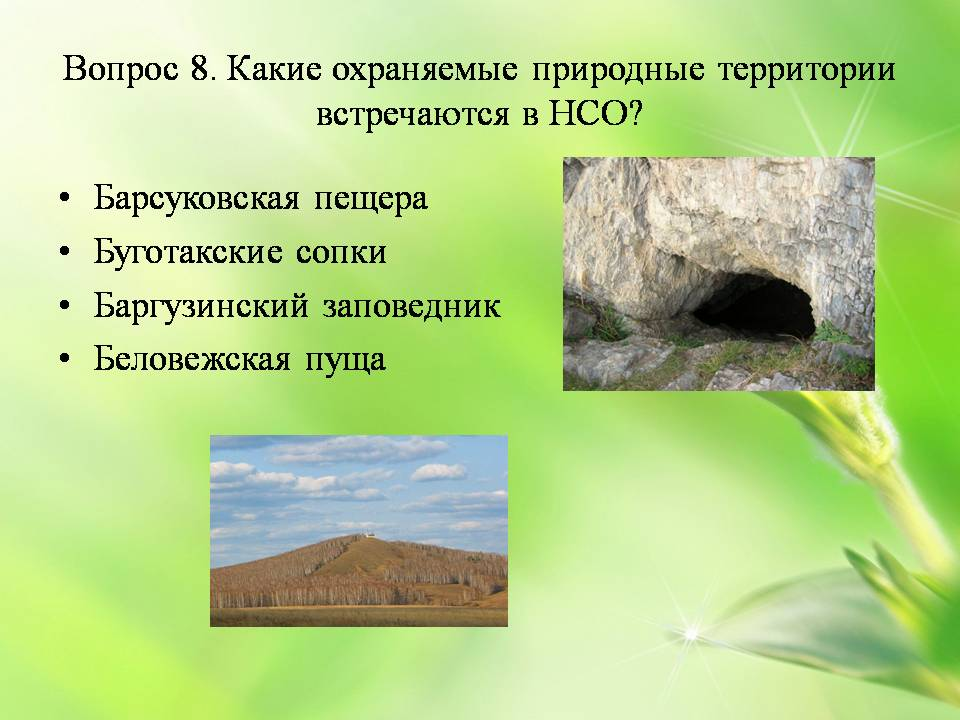 Вопрос 8. Какие охраняемые природные территории
встречаются в НСО?
• Барсуковская пещера
• Буготакские сопки
• Баргузинский заповедник
• Беловежская пуща